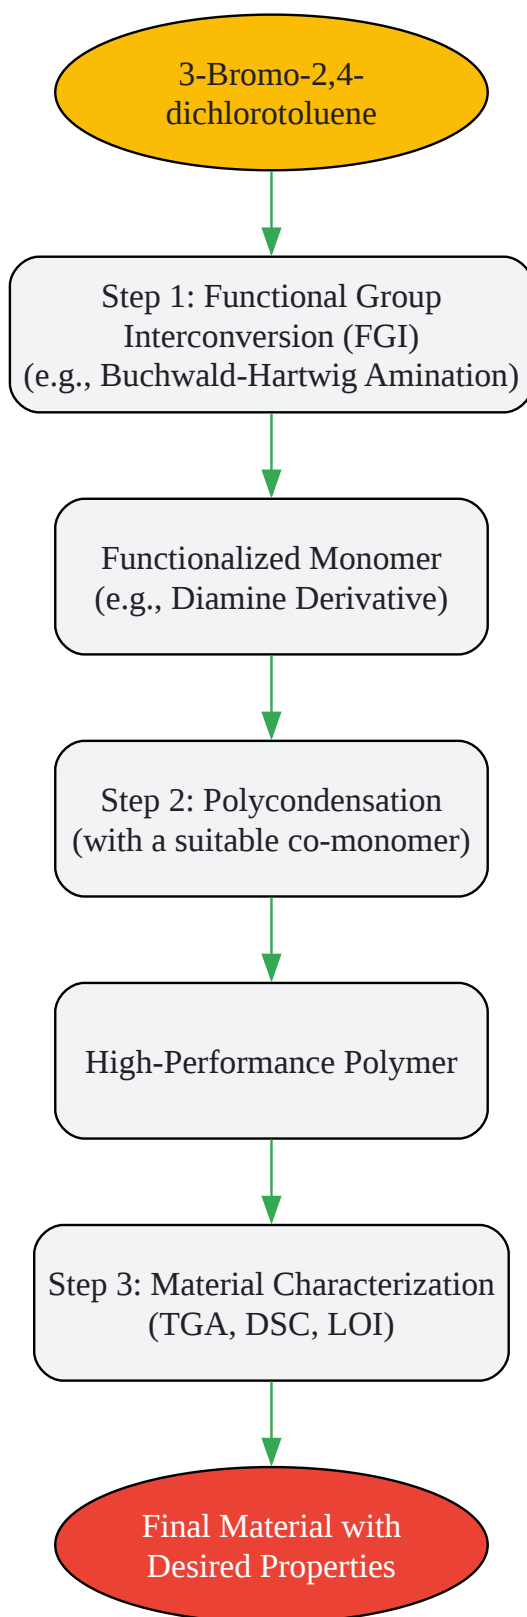 3-Bromo-2,4-
dichlorotoluene
Step 1: Functional Group
Interconversion (FGI)
(e.g., Buchwald-Hartwig Amination)
Functionalized Monomer
(e.g., Diamine Derivative)
Step 2: Polycondensation
(with a suitable co-monomer)
High-Performance Polymer
Step 3: Material Characterization
(TGA, DSC, LOI)
Final Material with
Desired Properties